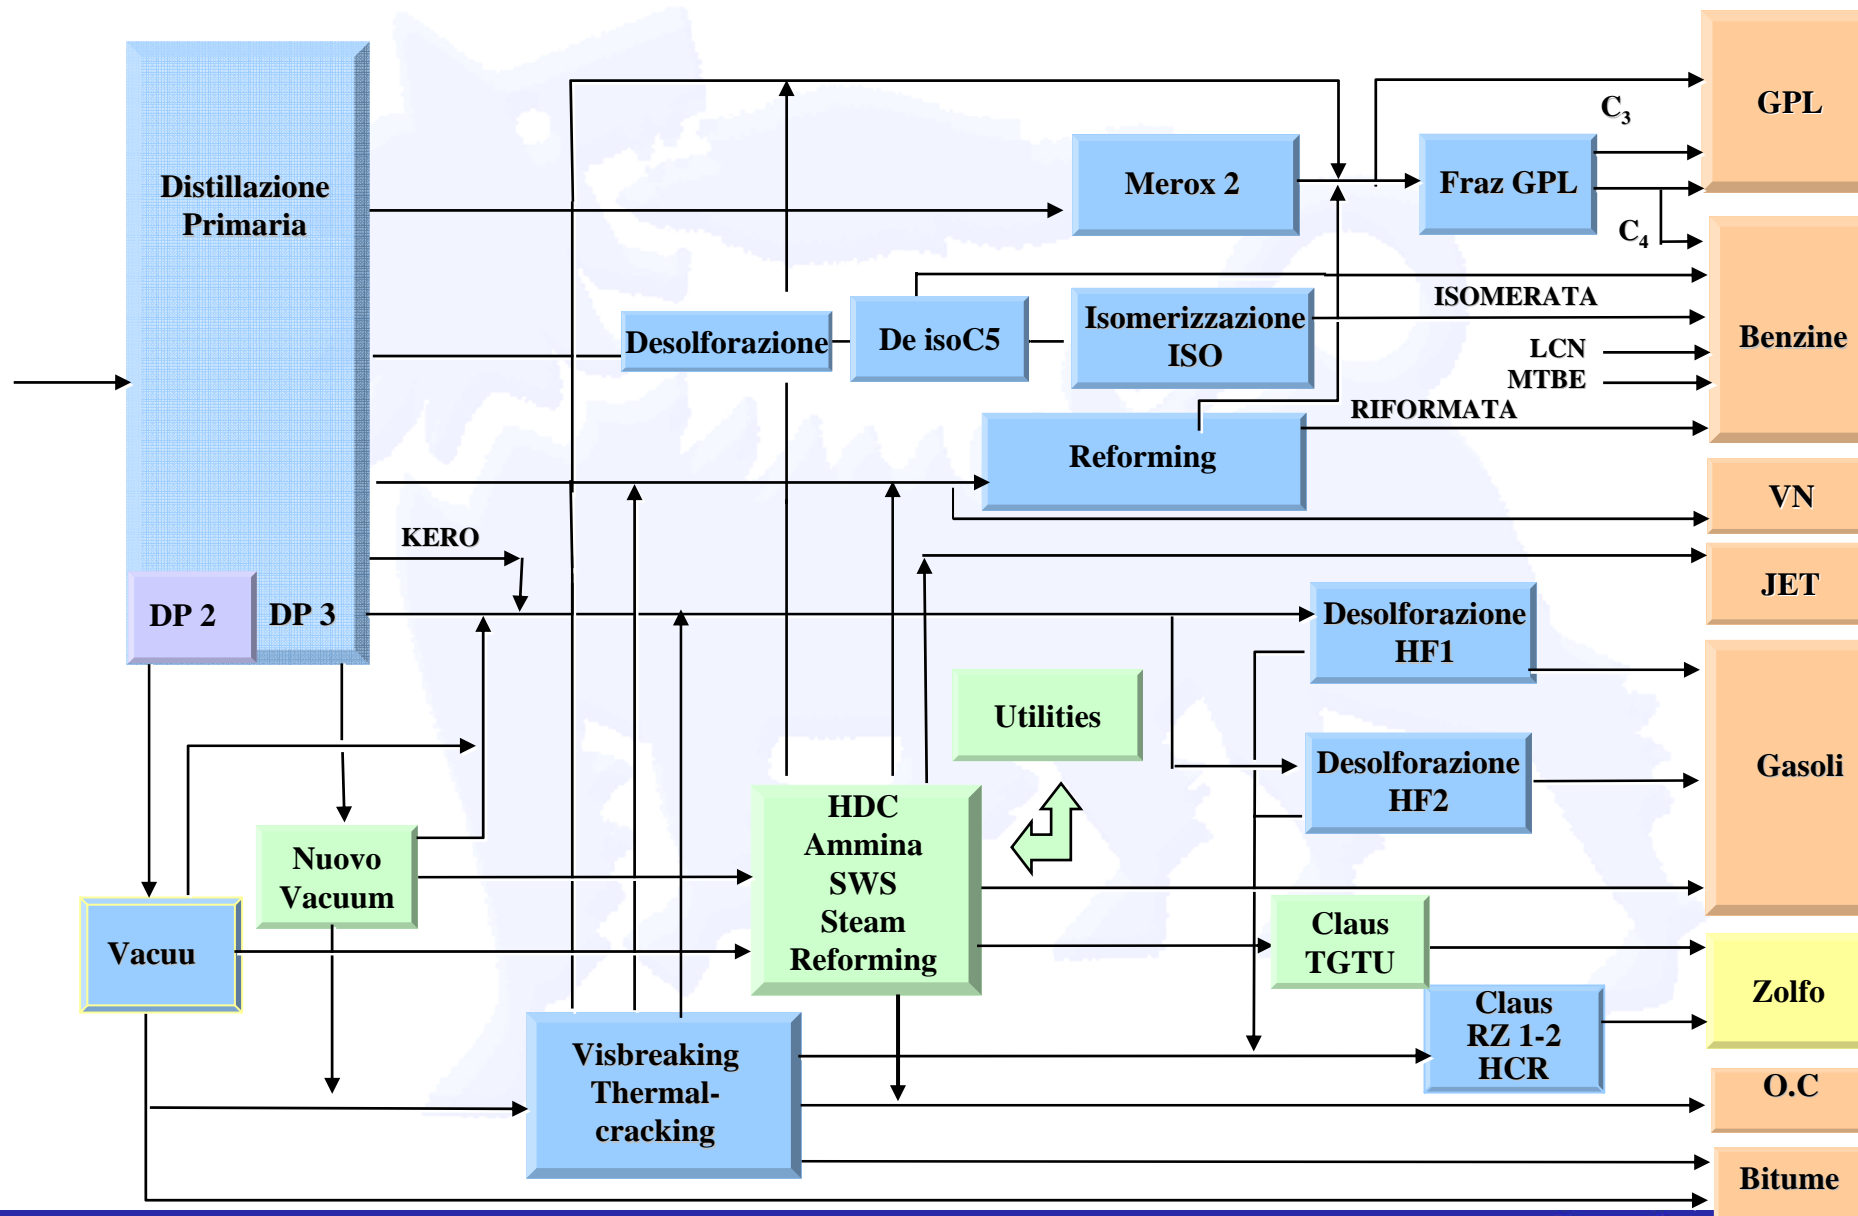 Distillazione
Primaria
DP 2
DP 3
KERO
Merox 2
Fraz GPL
C3
C4
GPL
Desolforazione
De isoC5
Isomerizzazione
ISO
ISOMERATA
LCN
MTBE
RIFORMATA
Benzine
Reforming
VN
JET
Desolforazione
HF1
Utilities
Desolforazione
HF2
Gasoli
Nuovo
Vacuum
HDC
Ammina
SWS
Steam
Reforming
Vacuu
Claus
TGTU
Claus
RZ 1-2
HCR
Zolfo
Visbreaking
Thermal-
cracking
O.C
Bitume